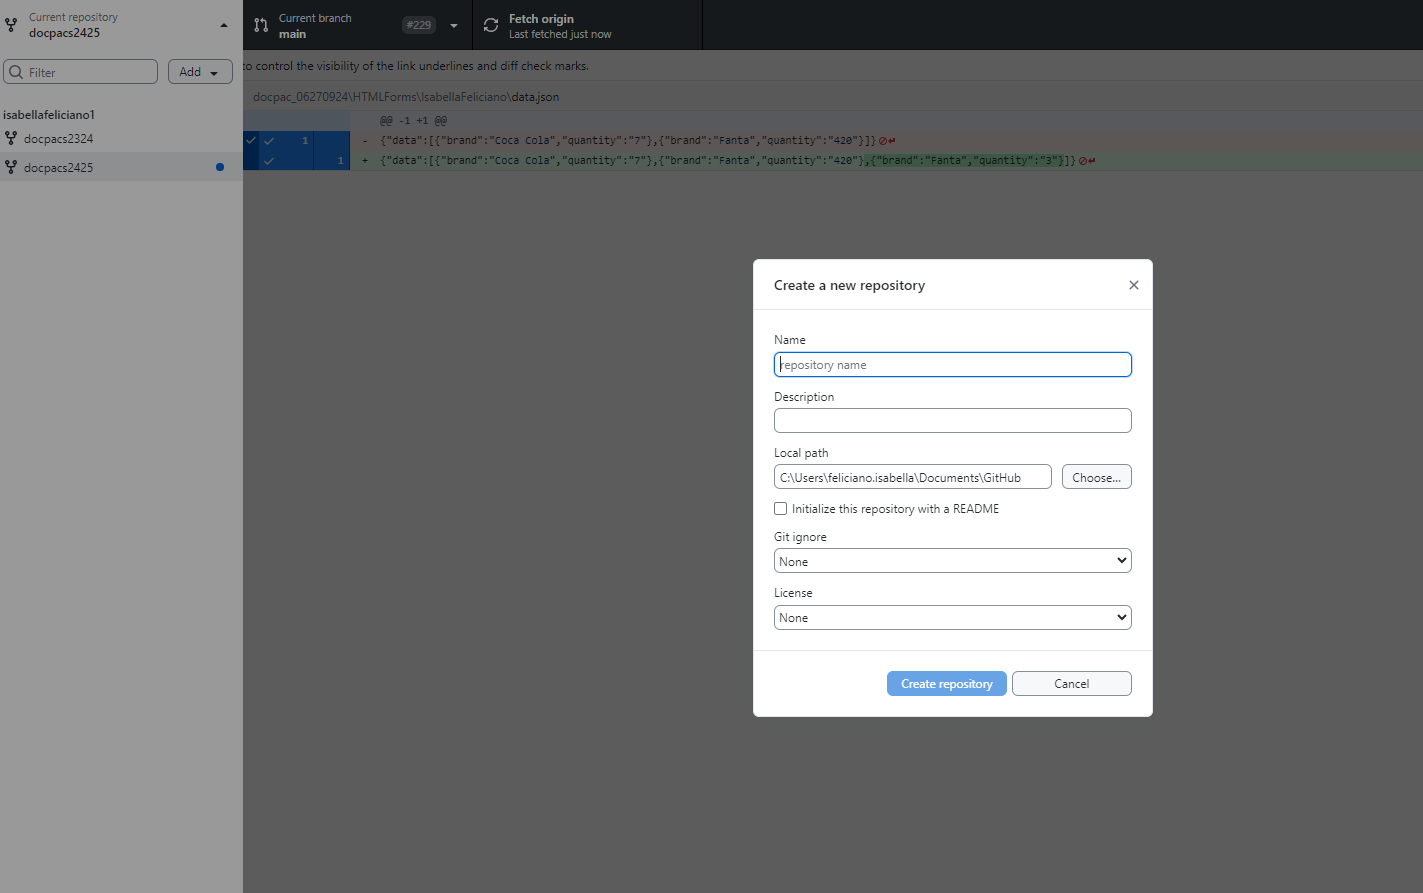 Current repository
docpacs2425
Current branch
main
#229
Fetch origin
Last fetched just now
Filter
Add
to control the visibility of the link underlines and diff check marks.
docpac_06270924\HTMLForms\IsabellaFeliciano\data.json
isabellafeliciano1
docpacs2324
docpacs2425
@@ -1 +1 @@
1 - {"data":[{"brand":"Coca Cola","quantity":"7"},{"brand":"Fanta","quantity":"420"}]}
1 + {"data":[{"brand":"Coca Cola","quantity":"7"},{"brand":"Fanta","quantity":"420"},{"brand":"Fanta","quantity":"3"}]}
Create a new repository
Name
repository name
Description
Local path
C:\Users\feliciano.isabella\Documents\GitHub
Choose...
Initialize this repository with a README
Git ignore
None
License
None
Create repository
Cancel